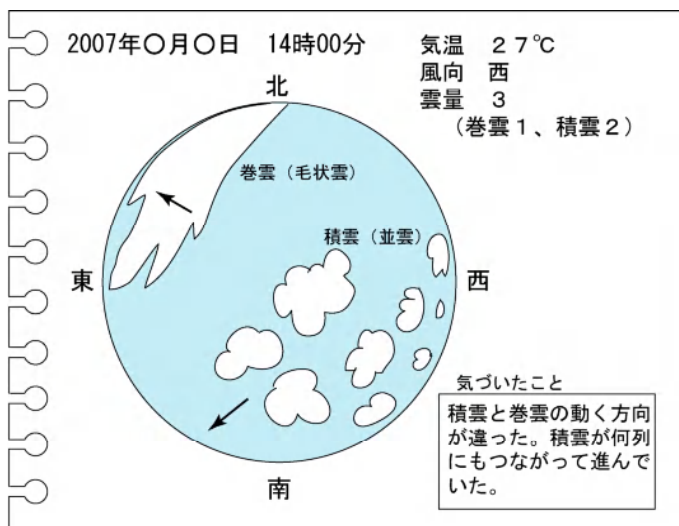 2007年〇月〇日 14時00分
気温 27℃
風向 西
雲量 3
(巻雲1、積雲2)
北
巻雲(毛状雲)
積雲(並雲)
東
西
南
気づいたこと
積雲と巻雲の動く方向
が違った。積雲が何列
にもつながって進んで
いた。